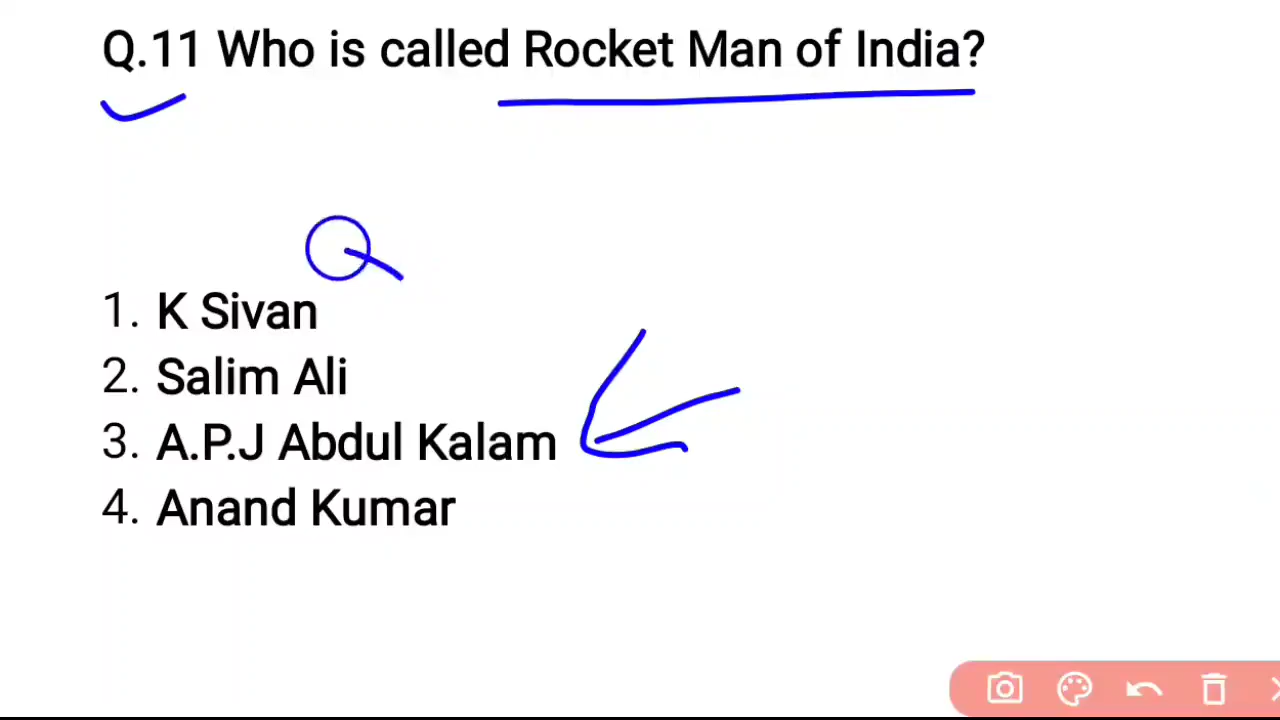 Q.11 Who is called Rocket Man of India?
1. K Sivan
2. Salim Ali
3. A.P.J Abdul Kalam
4. Anand Kumar